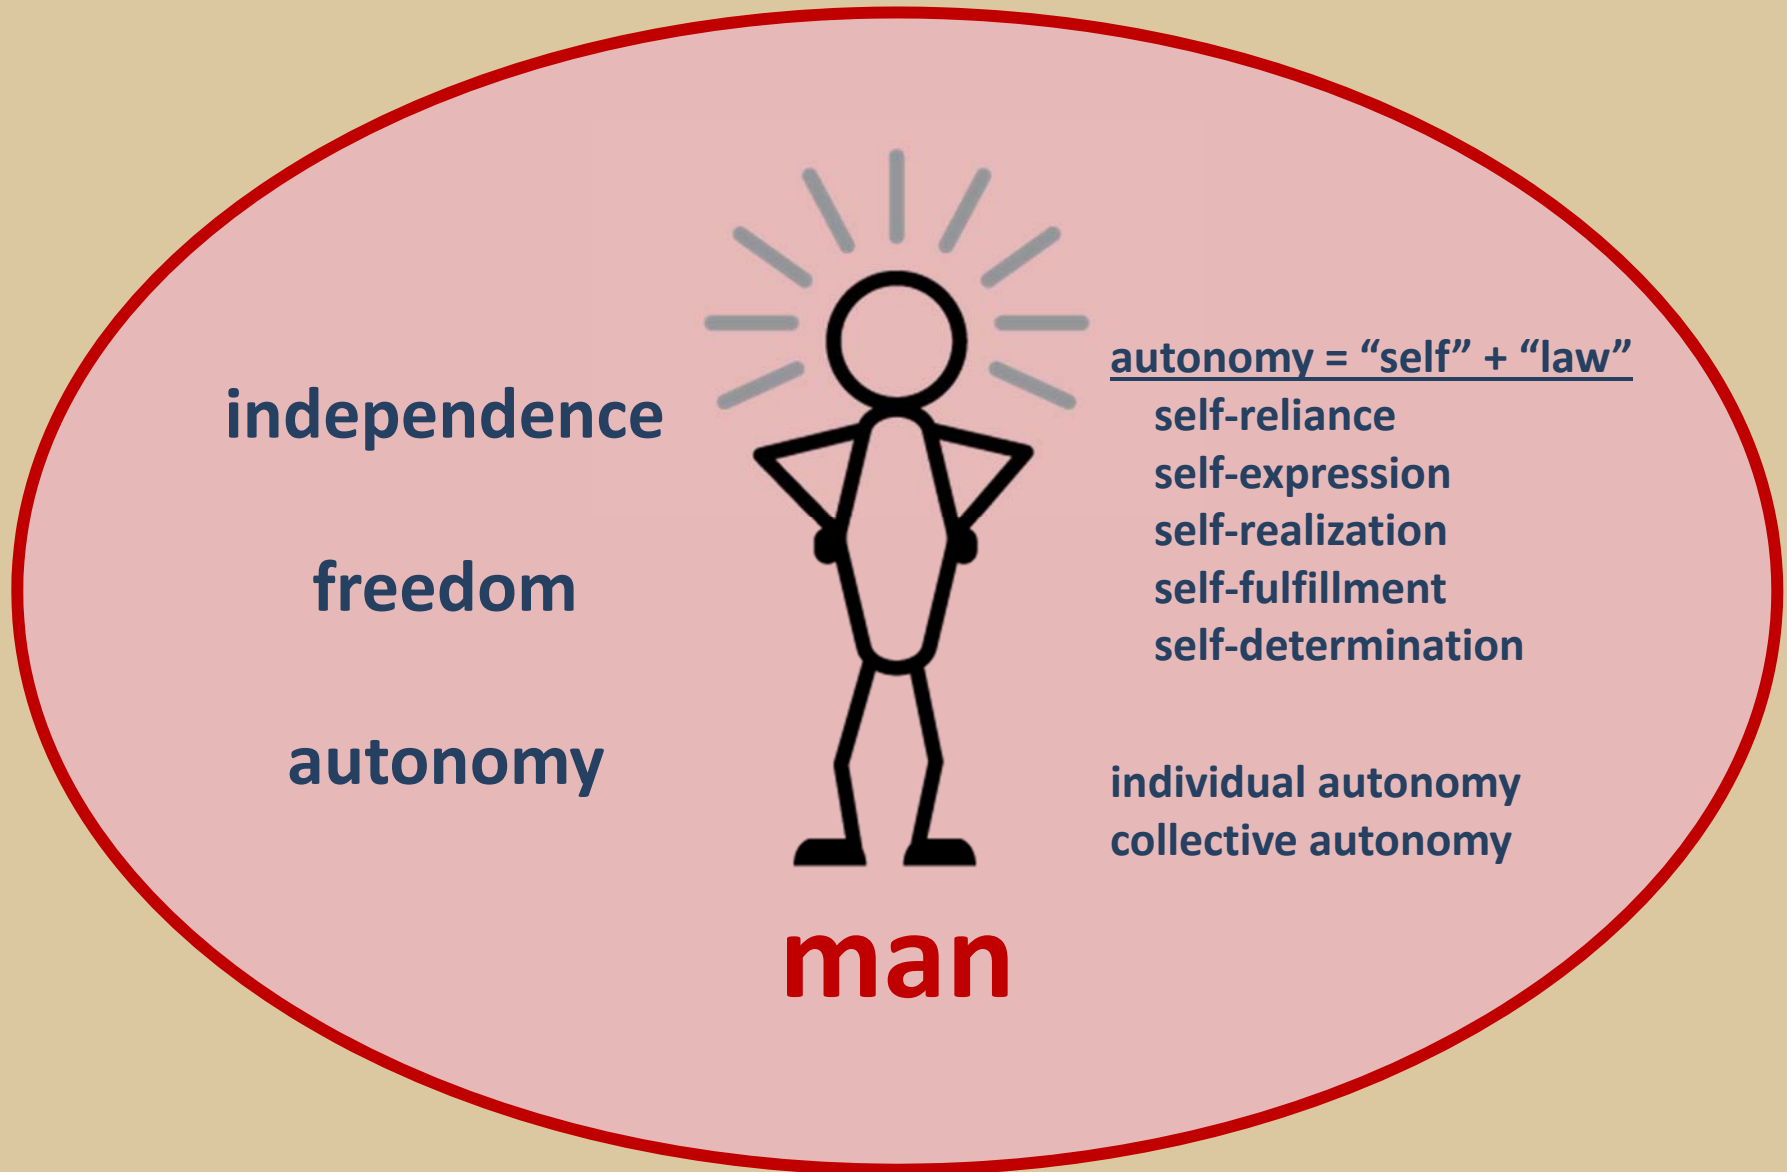 independence
freedom
autonomy
autonomy = “self” + “law”
self-reliance
self-expression
self-realization
self-fulfillment
self-determination
individual autonomy
collective autonomy
man